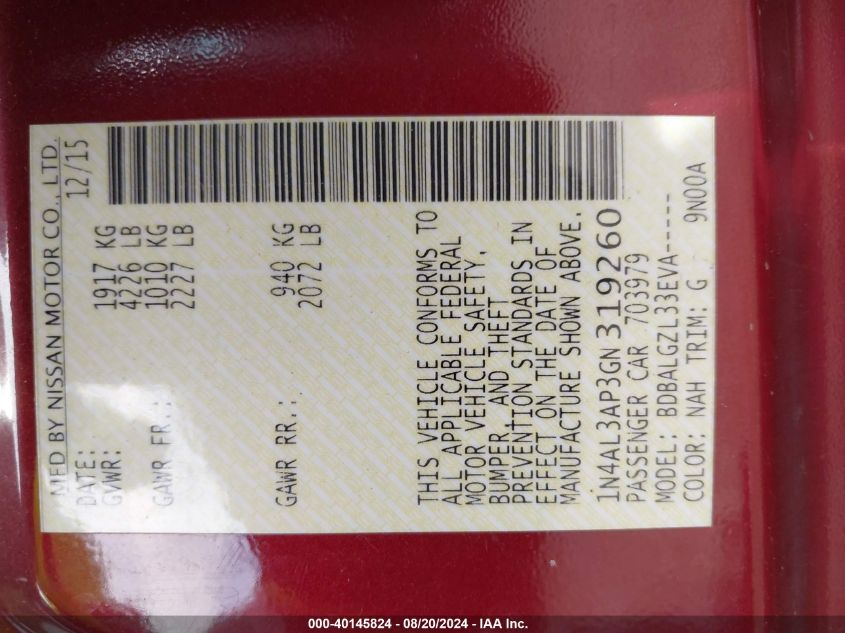 MFD BY NISSAN MOTOR CO., LTD.
DATE: 12/15
GVWR: 1917 KG
4226 LB
GAWR FR.: 1010 KG
2227 LB
GAWR RR.: 940 KG
2072 LB
THIS VEHICLE CONFORMS TO
ALL APPLICABLE FEDERAL
MOTOR VEHICLE SAFETY,
BUMPER, AND THEFT
PREVENTION STANDARDS IN
EFFECT ON THE DATE OF
MANUFACTURE SHOWN ABOVE.
1N4AL3AP3GN319260
PASSENGER CAR 703979
MODEL: BDBALGZL33EVA-----
COLOR: NAH TRIM: G 9N00A
000-40145824 - 08/20/2024 - IAA Inc.